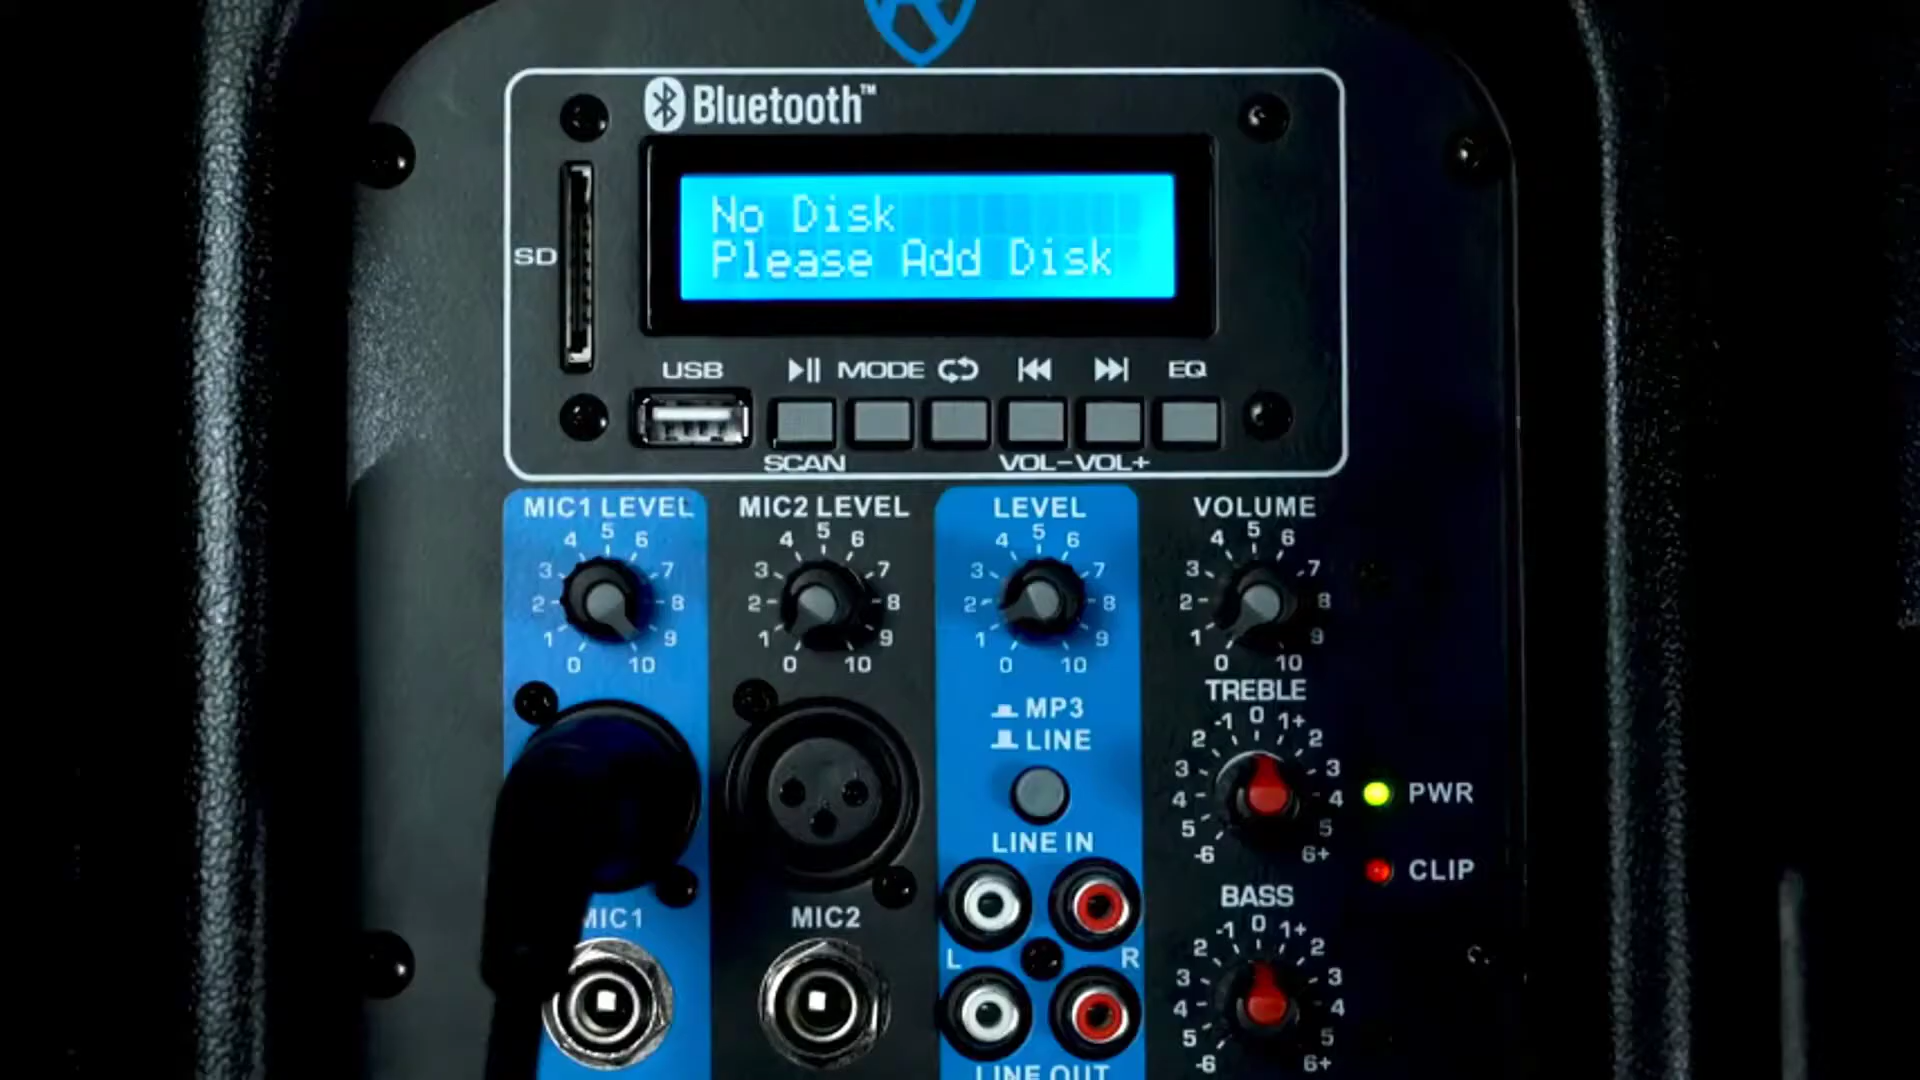 Bluetooth™
No Disk
Please Add Disk
SD
USB MODE EQ
SCAN VOL- VOL+
MIC1 LEVEL MIC2 LEVEL LEVEL VOLUME
0 1 2 3 4 5 6 7 8 9 10
0 1 2 3 4 5 6 7 8 9 10
0 1 2 3 4 5 6 7 8 9 10
0 1 2 3 4 5 6 7 8 9 10
MP3
LINE
LINE IN
TREBLE
-6 5 4 3 2 -1 0 1+ 2 3 4 5 6+
PWR
CLIP
MIC1 MIC2
L R
BASS
-6 5 4 3 2 -1 0 1+ 2 3 4 5 6+
LINE OUT